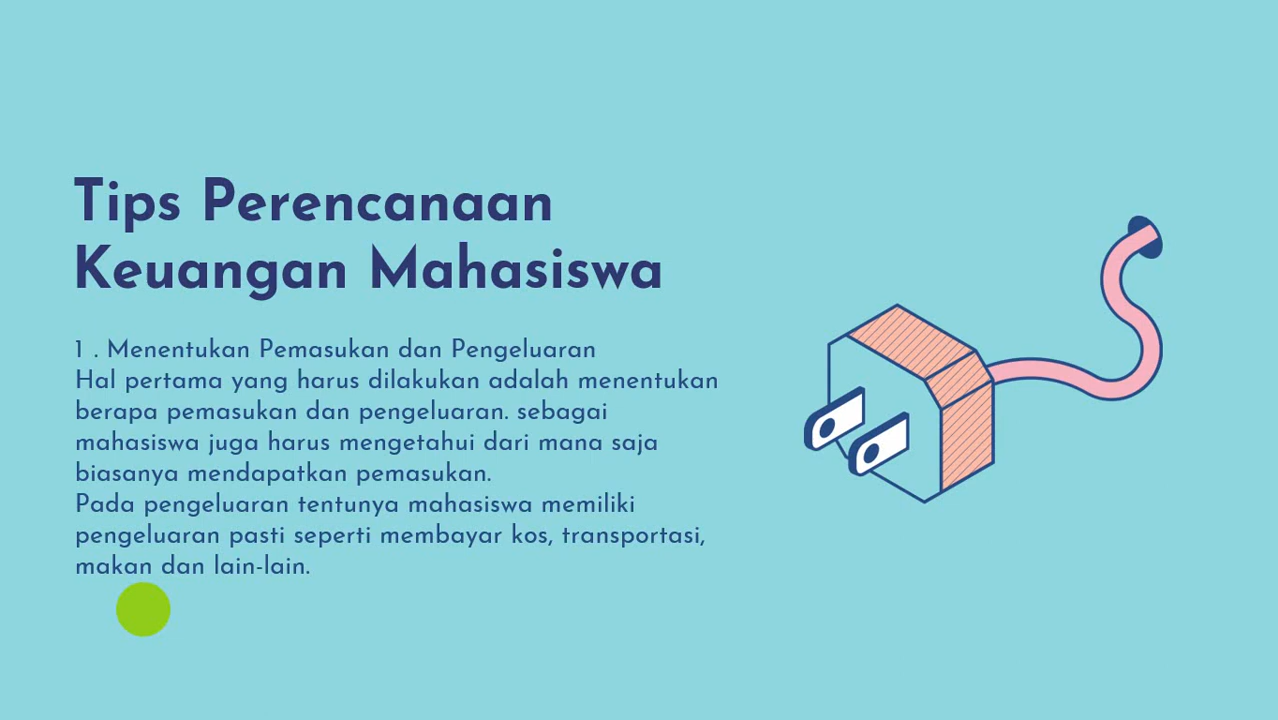 Tips Perencanaan
Keuangan Mahasiswa
1 . Menentukan Pemasukan dan Pengeluaran
Hal pertama yang harus dilakukan adalah menentukan
berapa pemasukan dan pengeluaran. sebagai
mahasiswa juga harus mengetahui dari mana saja
biasanya mendapatkan pemasukan.
Pada pengeluaran tentunya mahasiswa memiliki
pengeluaran pasti seperti membayar kos, transportasi,
makan dan lain-lain.